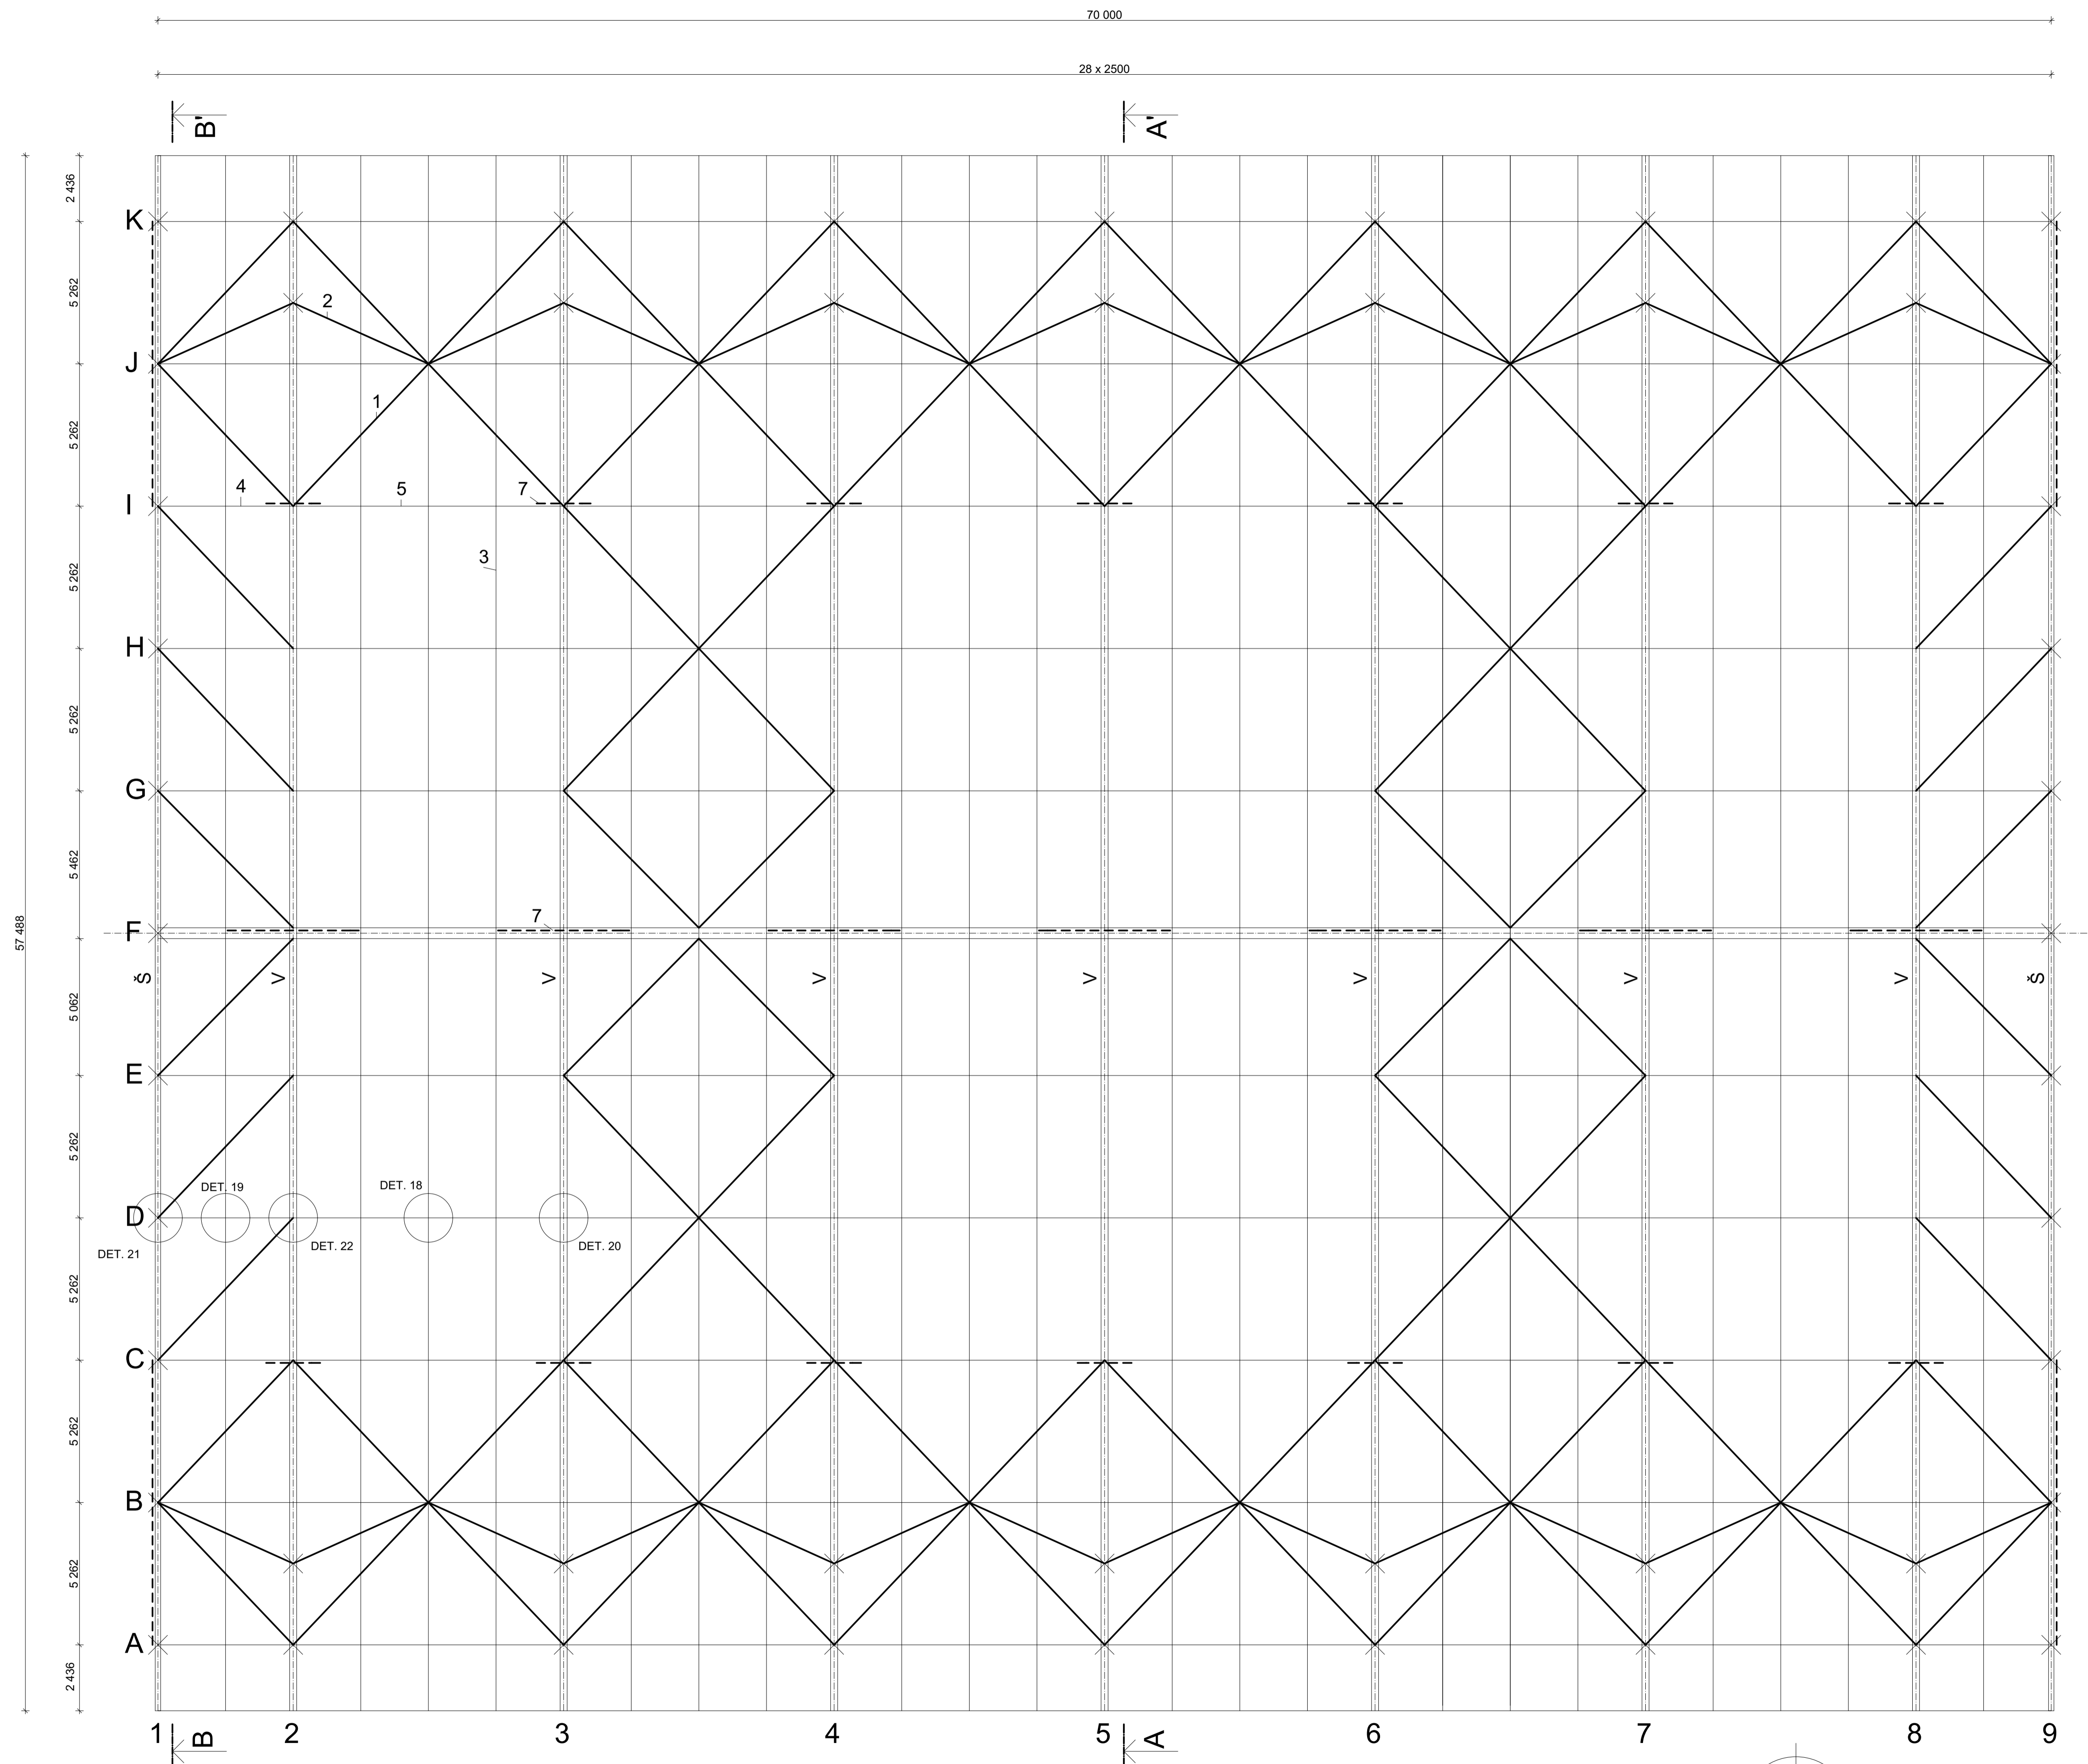 70 000
28 x 2500
B' A'
2 436
K
5 262
2
J
1
5 262
4 5 7
I
3
5 262
H
5 262
G
5 462
7
F
57 488
Š V V V V V V V Š
5 062
E
5 262
DET. 19 DET. 18
D
DET. 21 DET. 22 DET. 20
5 262
C
5 262
B
5 262
A
2 436
1 2 3 4 5 6 7 8 9
B A